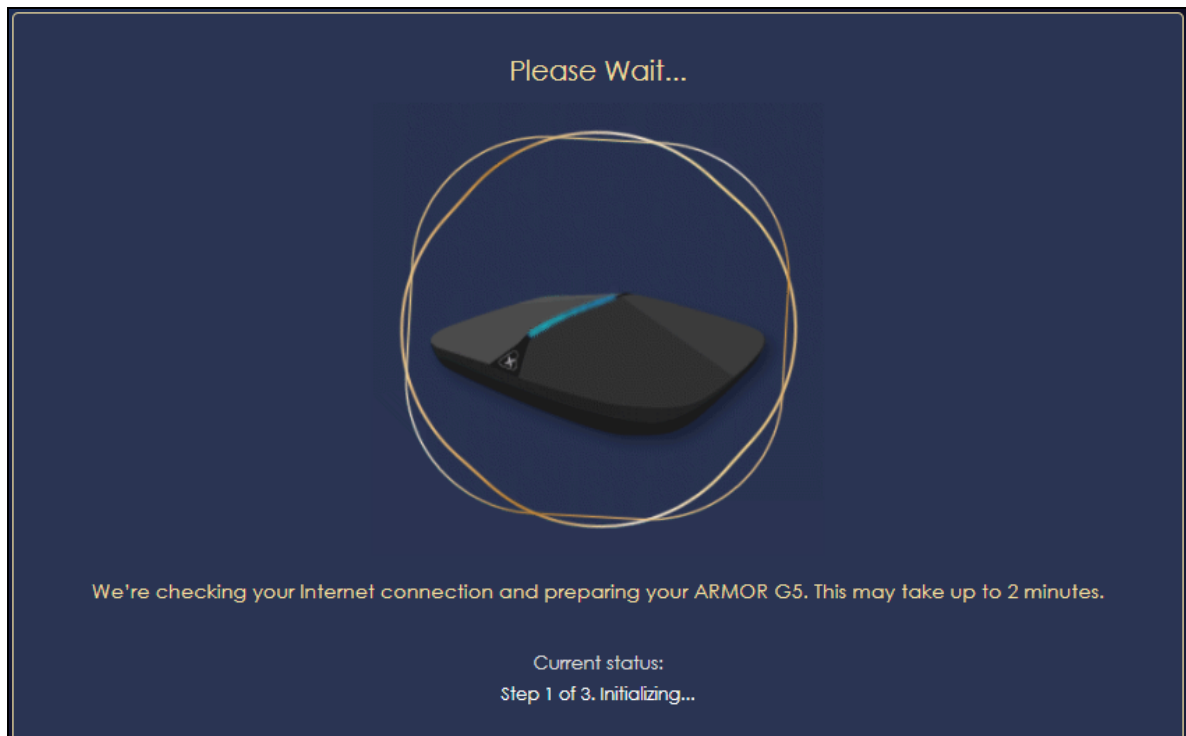 Please Wait...
We're checking your Internet connection and preparing your ARMOR G5. This may take up to 2 minutes.
Current status:
Step 1 of 3. Initializing...